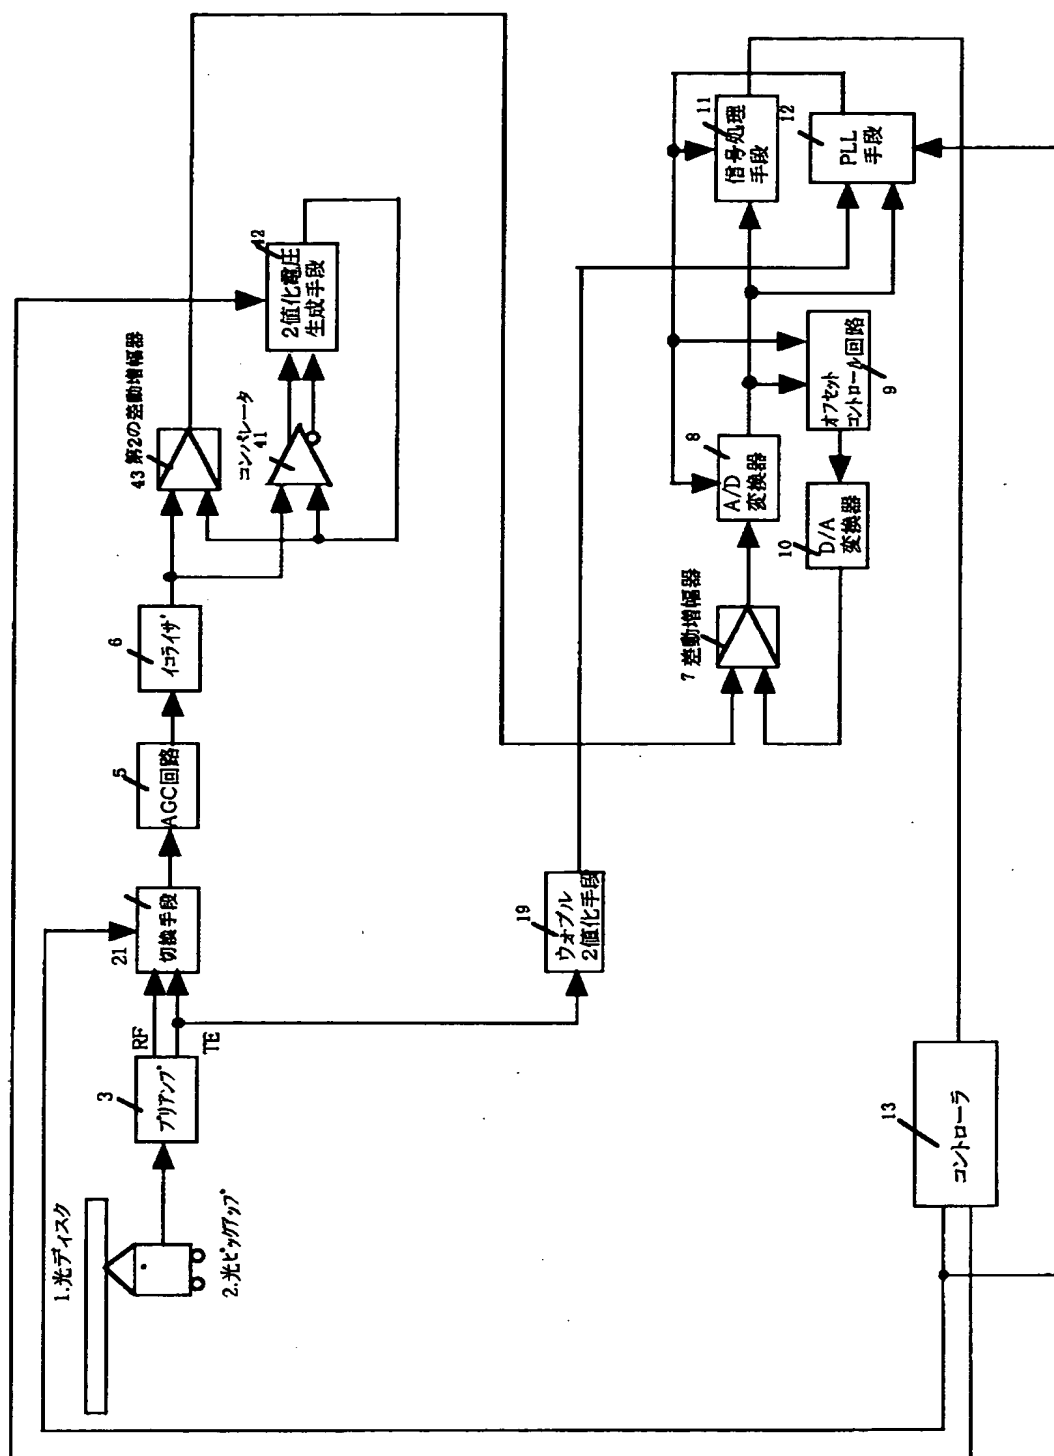 1.光ディスク
2.光ピックアップ
3
プリアンプ
RF
TE
21
切換手段
5
AGC回路
6
イコライザ
43 第2の差動増幅器
コンパレータ
41
42
2値化電圧
生成手段
19
ウォブル
2値化手段
7 差動増幅器
8
A/D
変換器
オフセット
コントロール回路
9
10
D/A
変換器
11
信号処理
手段
12
PLL
手段
13
コントローラ